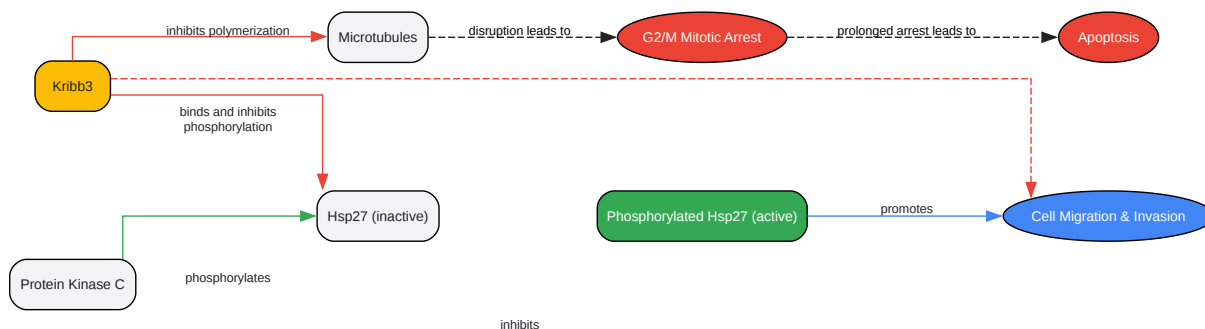 inhibits polymerization
Microtubules
disruption leads to
G2/M Mitotic Arrest
prolonged arrest leads to
Apoptosis
Kribb3
binds and inhibits
phosphorylation
Hsp27 (inactive)
Phosphorylated Hsp27 (active)
promotes
Cell Migration & Invasion
Protein Kinase C
phosphorylates
inhibits